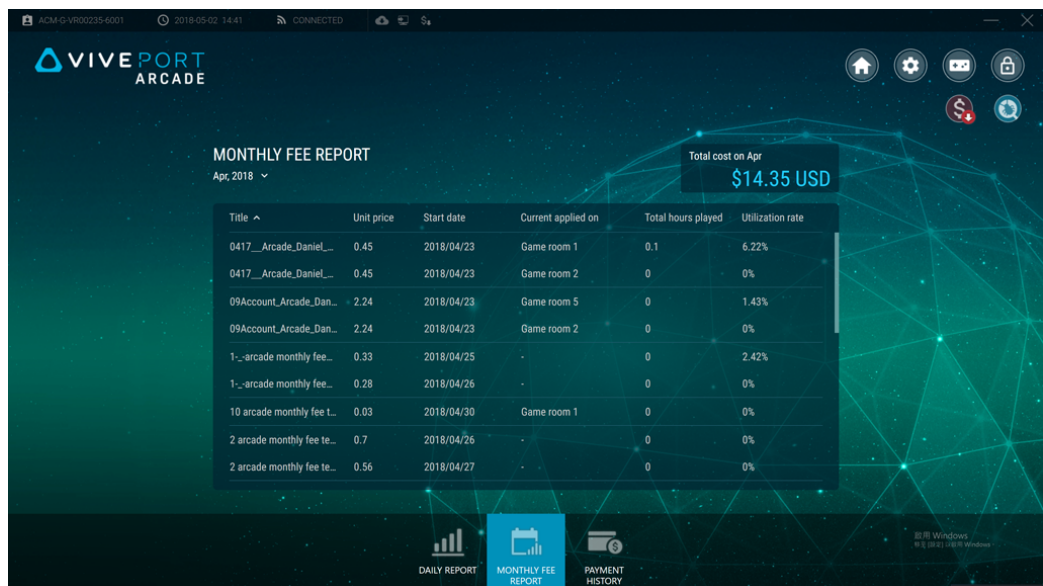 ACM-G-VR00235-6001 2018-05-02 14:41 CONNECTED
VIVEPORT
ARCADE
MONTHLY FEE REPORT
Apr, 2018
Total cost on Apr
$14.35 USD
Title Unit price Start date Current applied on Total hours played Utilization rate
0417__Arcade_Daniel_... 0.45 2018/04/23 Game room 1 0.1 6.22%
0417__Arcade_Daniel_... 0.45 2018/04/23 Game room 2 0 0%
09Account_Arcade_Dan... 2.24 2018/04/23 Game room 5 0 1.43%
09Account_Arcade_Dan... 2.24 2018/04/23 Game room 2 0 0%
1-_-arcade monthly fee... 0.33 2018/04/25 - 0 2.42%
1-_-arcade monthly fee... 0.28 2018/04/26 - 0 0%
10 arcade monthly fee t... 0.03 2018/04/30 Game room 1 0 0%
2 arcade monthly fee te... 0.7 2018/04/26 - 0 0%
2 arcade monthly fee te... 0.56 2018/04/27 - 0 0%
啟用 Windows
移至 [設定] 以啟用 Windows。
DAILY REPORT
MONTHLY FEE
REPORT
PAYMENT
HISTORY